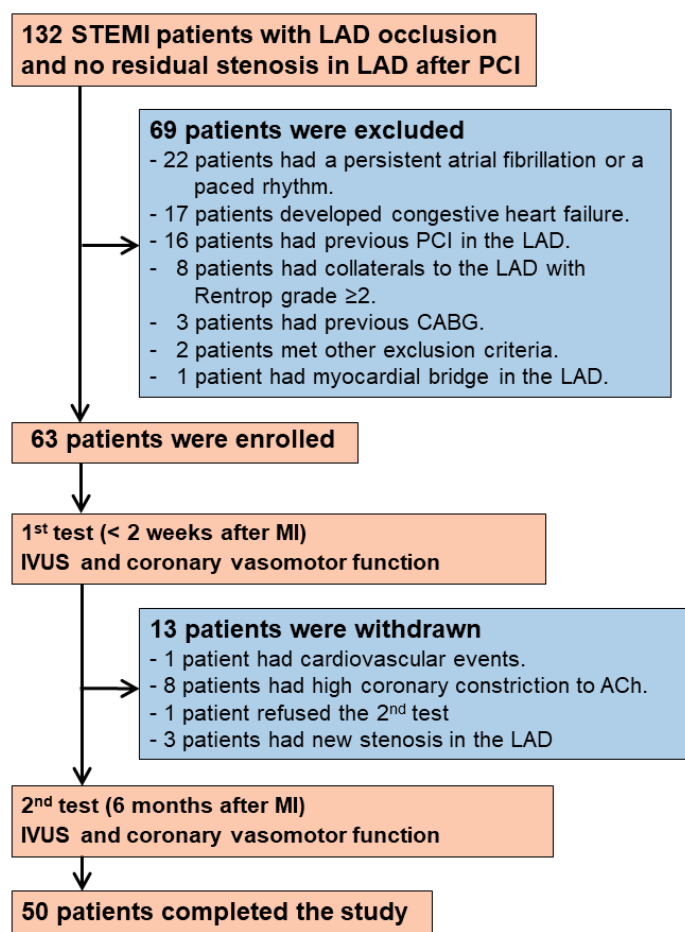 132 STEMI patients with LAD occlusion
and no residual stenosis in LAD after PCI
69 patients were excluded
- 22 patients had a persistent atrial fibrillation or a
paced rhythm.
- 17 patients developed congestive heart failure.
- 16 patients had previous PCI in the LAD.
- 8 patients had collaterals to the LAD with
Rentrop grade ≥2.
- 3 patients had previous CABG.
- 2 patients met other exclusion criteria.
- 1 patient had myocardial bridge in the LAD.
63 patients were enrolled
1st test (< 2 weeks after MI)
IVUS and coronary vasomotor function
13 patients were withdrawn
- 1 patient had cardiovascular events.
- 8 patients had high coronary constriction to ACh.
- 1 patient refused the 2nd test
- 3 patients had new stenosis in the LAD
2nd test (6 months after MI)
IVUS and coronary vasomotor function
50 patients completed the study